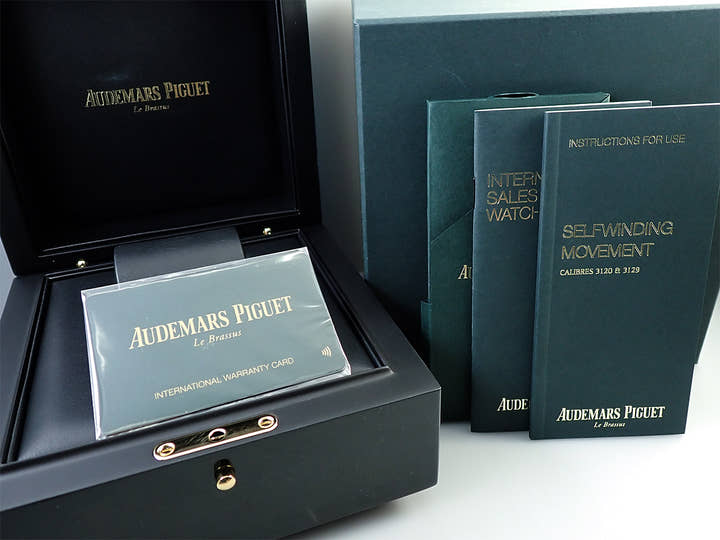 AUDEMARS PIGUET
Le Brassus
AUDEMARS PIGUET
Le Brassus
INTERNATIONAL WARRANTY CARD
INTERN
SALES
WATCH
AUDE
INSTRUCTIONS FOR USE
SELFWINDING
MOVEMENT
CALIBRES 3120 & 3129
AUDEMARS PIGUET
Le Brassus